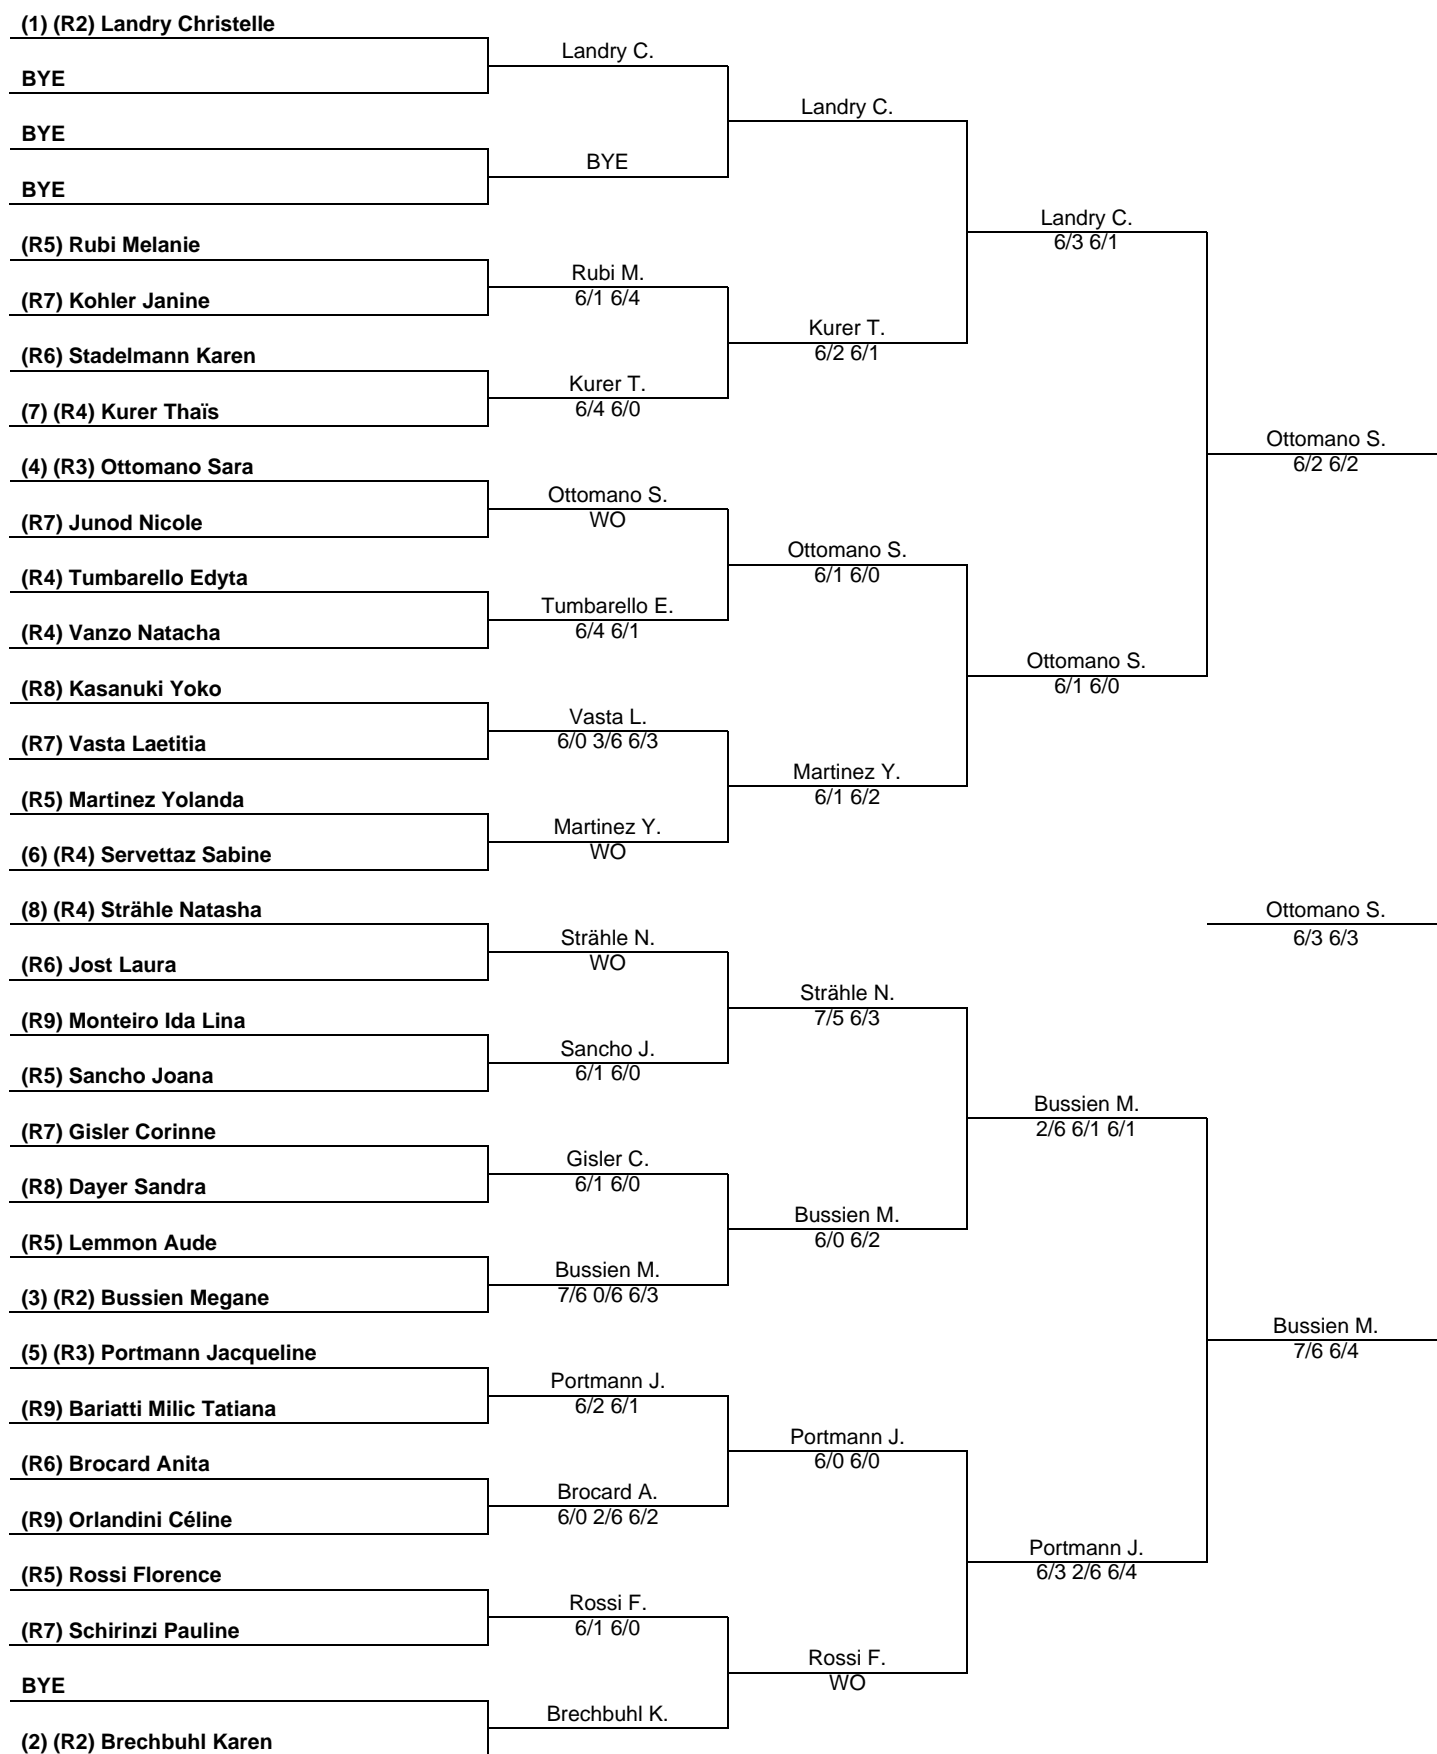 (1) (R2) Landry Christelle
BYE
BYE
BYE
(R5) Rubi Melanie
(R7) Kohler Janine
(R6) Stadelmann Karen
(7) (R4) Kurer Thaïs
(4) (R3) Ottomano Sara
(R7) Junod Nicole
(R4) Tumbarello Edyta
(R4) Vanzo Natacha
(R8) Kasanuki Yoko
(R7) Vasta Laetitia
(R5) Martinez Yolanda
(6) (R4) Servettaz Sabine
(8) (R4) Strähle Natasha
(R6) Jost Laura
(R9) Monteiro Ida Lina
(R5) Sancho Joana
(R7) Gisler Corinne
(R8) Dayer Sandra
(R5) Lemmon Aude
(3) (R2) Bussien Megane
(5) (R3) Portmann Jacqueline
(R9) Bariatti Milic Tatiana
(R6) Brocard Anita
(R9) Orlandini Céline
(R5) Rossi Florence
(R7) Schirinzi Pauline
BYE
(2) (R2) Brechbuhl Karen
Landry C.
BYE
Rubi M.
6/1 6/4
Kurer T.
6/4 6/0
Ottomano S.
WO
Tumbarello E.
6/4 6/1
Vasta L.
6/0 3/6 6/3
Martinez Y.
WO
Strähle N.
WO
Sancho J.
6/1 6/0
Gisler C.
6/1 6/0
Bussien M.
7/6 0/6 6/3
Portmann J.
6/2 6/1
Brocard A.
6/0 2/6 6/2
Rossi F.
6/1 6/0
Brechbuhl K.
Landry C.
Kurer T.
6/2 6/1
Ottomano S.
6/1 6/0
Martinez Y.
6/1 6/2
Strähle N.
7/5 6/3
Bussien M.
6/0 6/2
Portmann J.
6/0 6/0
Rossi F.
WO
Landry C.
6/3 6/1
Ottomano S.
6/1 6/0
Bussien M.
2/6 6/1 6/1
Portmann J.
6/3 2/6 6/4
Ottomano S.
6/2 6/2
Bussien M.
7/6 6/4
Ottomano S.
6/3 6/3